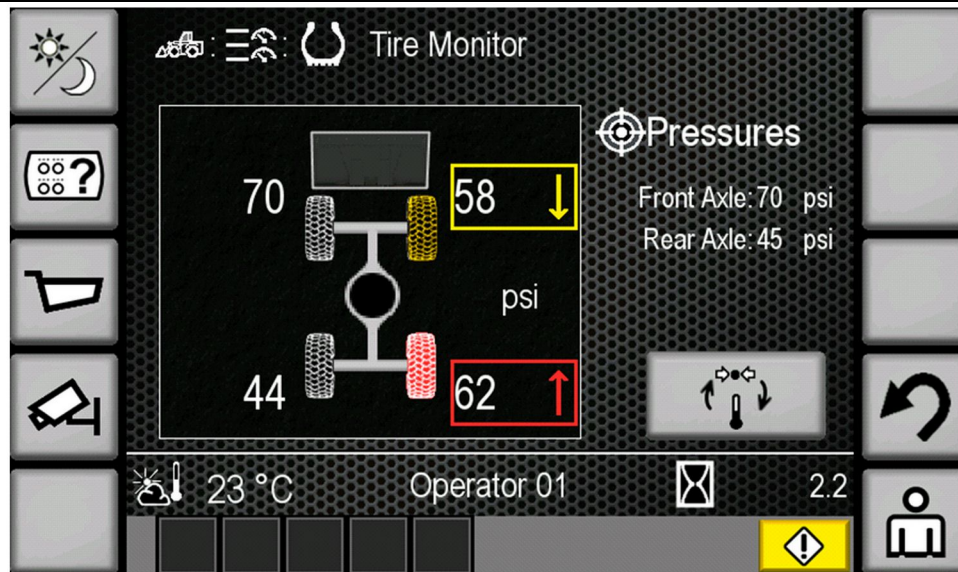 Tire Monitor
Pressures
70
58
Front Axle: 70 psi
Rear Axle: 45 psi
psi
44
62
23 °C
Operator 01
2.2
?